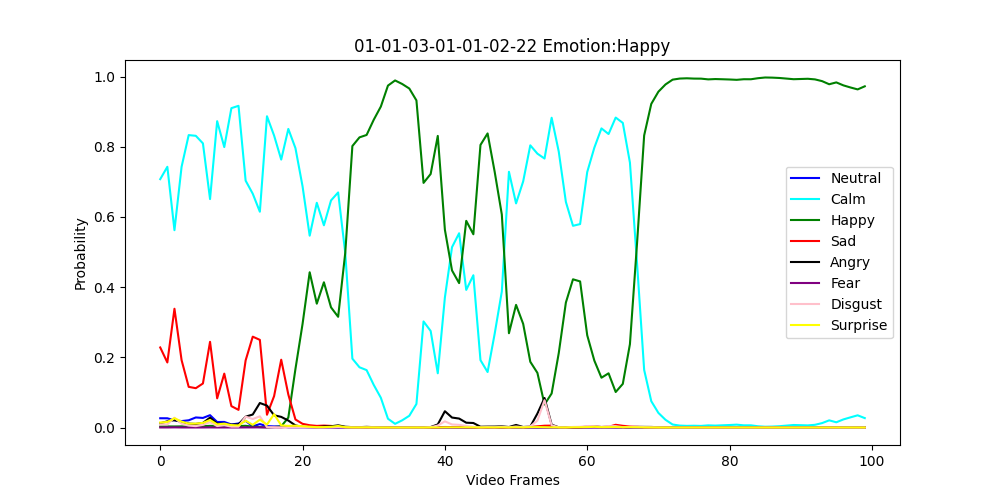 01-01-03-01-01-02-22 Emotion:Happy
Probability
1.0
0.8
0.6
0.4
0.2
0.0
0
20
40
60
80
100
Video Frames
Neutral
Calm
Happy
Sad
Angry
Fear
Disgust
Surprise